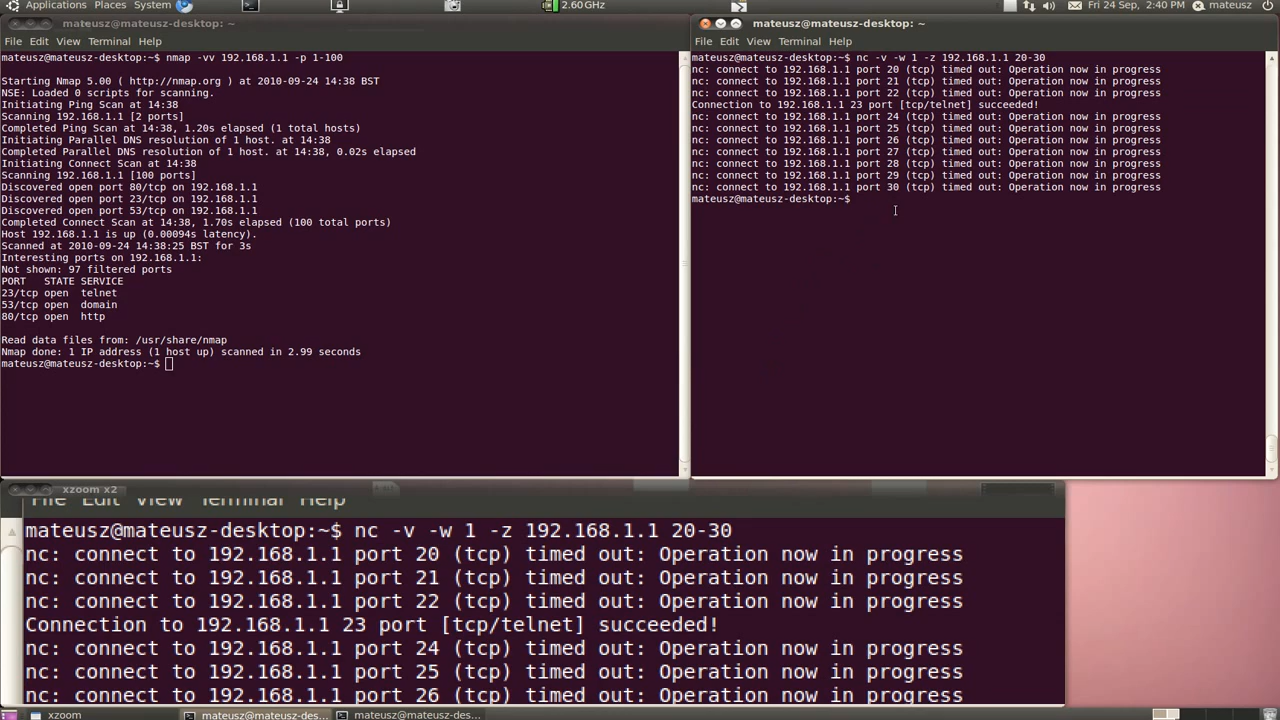 Applications Places System
2.60 GHz
Fri 24 Sep, 2:40 PM
mateusz
mateusz@mateusz-desktop: ~
File Edit View Terminal Help
mateusz@mateusz-desktop:~$ nmap -vv 192.168.1.1 -p 1-100
Starting Nmap 5.00 ( http://nmap.org ) at 2010-09-24 14:38 BST
NSE: Loaded 0 scripts for scanning.
Initiating Ping Scan at 14:38
Scanning 192.168.1.1 [2 ports]
Completed Ping Scan at 14:38, 1.20s elapsed (1 total hosts)
Initiating Parallel DNS resolution of 1 host. at 14:38
Completed Parallel DNS resolution of 1 host. at 14:38, 0.02s elapsed
Initiating Connect Scan at 14:38
Scanning 192.168.1.1 [100 ports]
Discovered open port 80/tcp on 192.168.1.1
Discovered open port 23/tcp on 192.168.1.1
Discovered open port 53/tcp on 192.168.1.1
Completed Connect Scan at 14:38, 1.70s elapsed (100 total ports)
Host 192.168.1.1 is up (0.00094s latency).
Scanned at 2010-09-24 14:38:25 BST for 3s
Interesting ports on 192.168.1.1:
Not shown: 97 filtered ports
PORT   STATE SERVICE
23/tcp open  telnet
53/tcp open  domain
80/tcp open  http
Read data files from: /usr/share/nmap
Nmap done: 1 IP address (1 host up) scanned in 2.99 seconds
mateusz@mateusz-desktop:~$
mateusz@mateusz-desktop: ~
File Edit View Terminal Help
mateusz@mateusz-desktop:~$ nc -v -w 1 -z 192.168.1.1 20-30
nc: connect to 192.168.1.1 port 20 (tcp) timed out: Operation now in progress
nc: connect to 192.168.1.1 port 21 (tcp) timed out: Operation now in progress
nc: connect to 192.168.1.1 port 22 (tcp) timed out: Operation now in progress
Connection to 192.168.1.1 23 port [tcp/telnet] succeeded!
nc: connect to 192.168.1.1 port 24 (tcp) timed out: Operation now in progress
nc: connect to 192.168.1.1 port 25 (tcp) timed out: Operation now in progress
nc: connect to 192.168.1.1 port 26 (tcp) timed out: Operation now in progress
nc: connect to 192.168.1.1 port 27 (tcp) timed out: Operation now in progress
nc: connect to 192.168.1.1 port 28 (tcp) timed out: Operation now in progress
nc: connect to 192.168.1.1 port 29 (tcp) timed out: Operation now in progress
nc: connect to 192.168.1.1 port 30 (tcp) timed out: Operation now in progress
mateusz@mateusz-desktop:~$
xzoom x2
File Edit View Terminal Help
mateusz@mateusz-desktop:~$ nc -v -w 1 -z 192.168.1.1 20-30
nc: connect to 192.168.1.1 port 20 (tcp) timed out: Operation now in progress
nc: connect to 192.168.1.1 port 21 (tcp) timed out: Operation now in progress
nc: connect to 192.168.1.1 port 22 (tcp) timed out: Operation now in progress
Connection to 192.168.1.1 23 port [tcp/telnet] succeeded!
nc: connect to 192.168.1.1 port 24 (tcp) timed out: Operation now in progress
nc: connect to 192.168.1.1 port 25 (tcp) timed out: Operation now in progress
nc: connect to 192.168.1.1 port 26 (tcp) timed out: Operation now in progress
xzoom
mateusz@mateusz-des...
mateusz@mateusz-des...